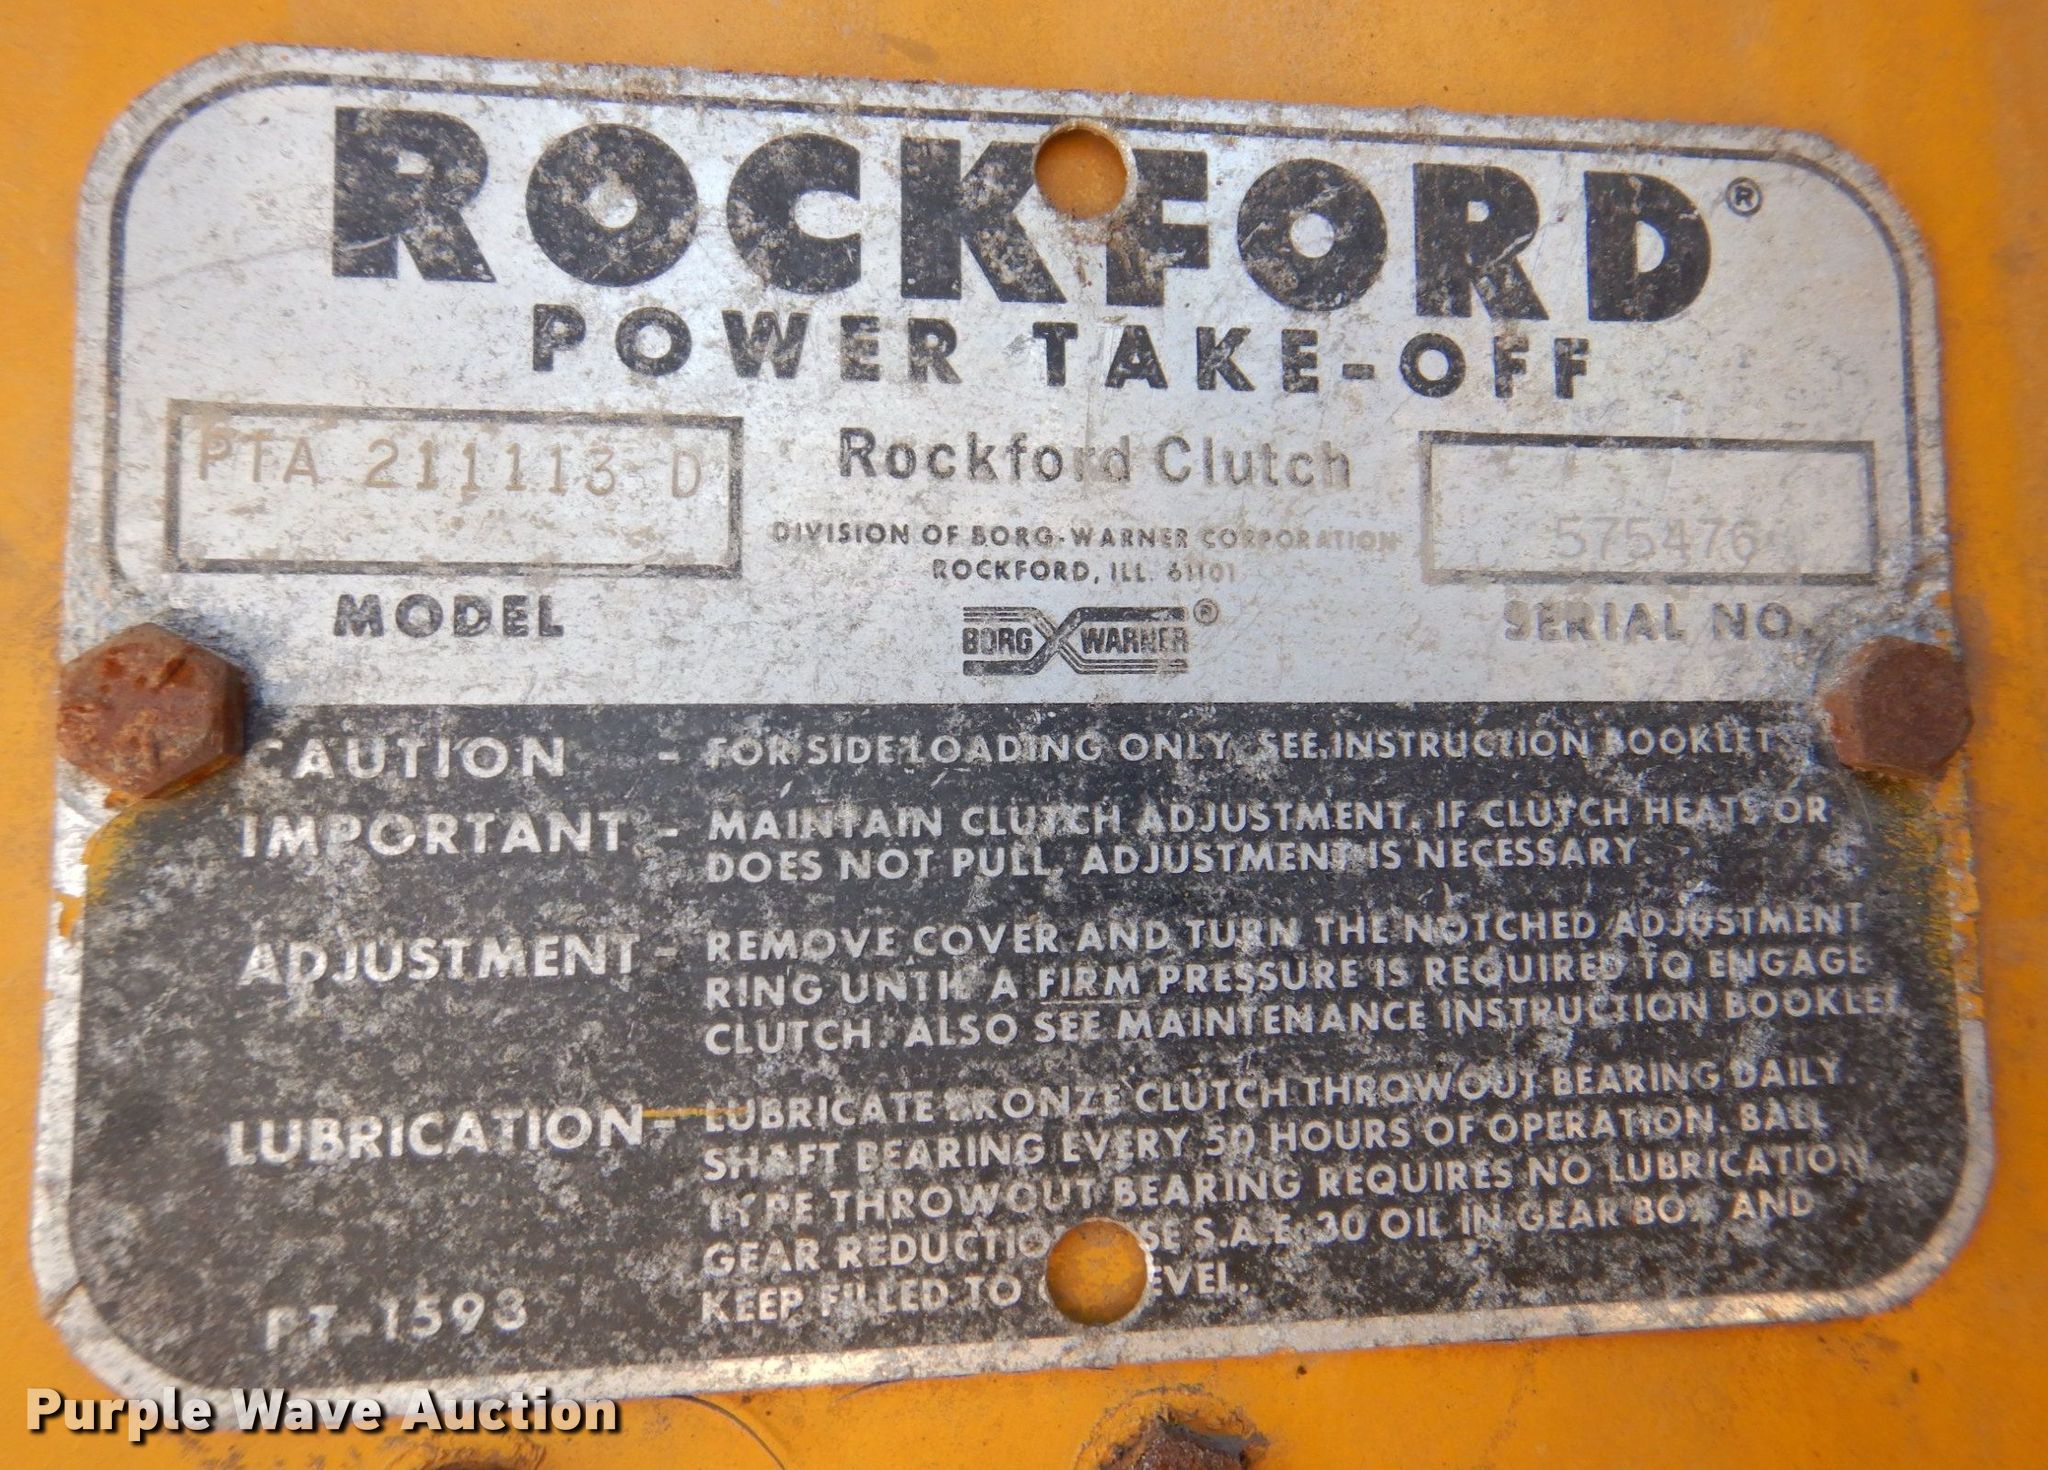 ROCKFORD®
POWER TAKE-OFF
PTA 211113 D
MODEL
Rockford Clutch
DIVISION OF BORG-WARNER CORPORATION
ROCKFORD, ILL. 61101
BORG WARNER®
575476
SERIAL NO.
CAUTION - FOR SIDE LOADING ONLY, SEE INSTRUCTION BOOKLET
IMPORTANT - MAINTAIN CLUTCH ADJUSTMENT. IF CLUTCH HEATS OR
DOES NOT PULL, ADJUSTMENT IS NECESSARY.
ADJUSTMENT - REMOVE COVER AND TURN THE NOTCHED ADJUSTMENT
RING UNTIL A FIRM PRESSURE IS REQUIRED TO ENGAGE
CLUTCH. ALSO SEE MAINTENANCE INSTRUCTION BOOKLET
LUBRICATION - LUBRICATE BRONZE CLUTCH THROWOUT BEARING DAILY.
SHAFT BEARING EVERY 50 HOURS OF OPERATION. BALL
TYPE THROWOUT BEARING REQUIRES NO LUBRICATION.
GEAR REDUCTION USE S.A.E. 30 OIL IN GEAR BOX AND
KEEP FILLED TO LEVEL.
PT-1593
Purple Wave Auction